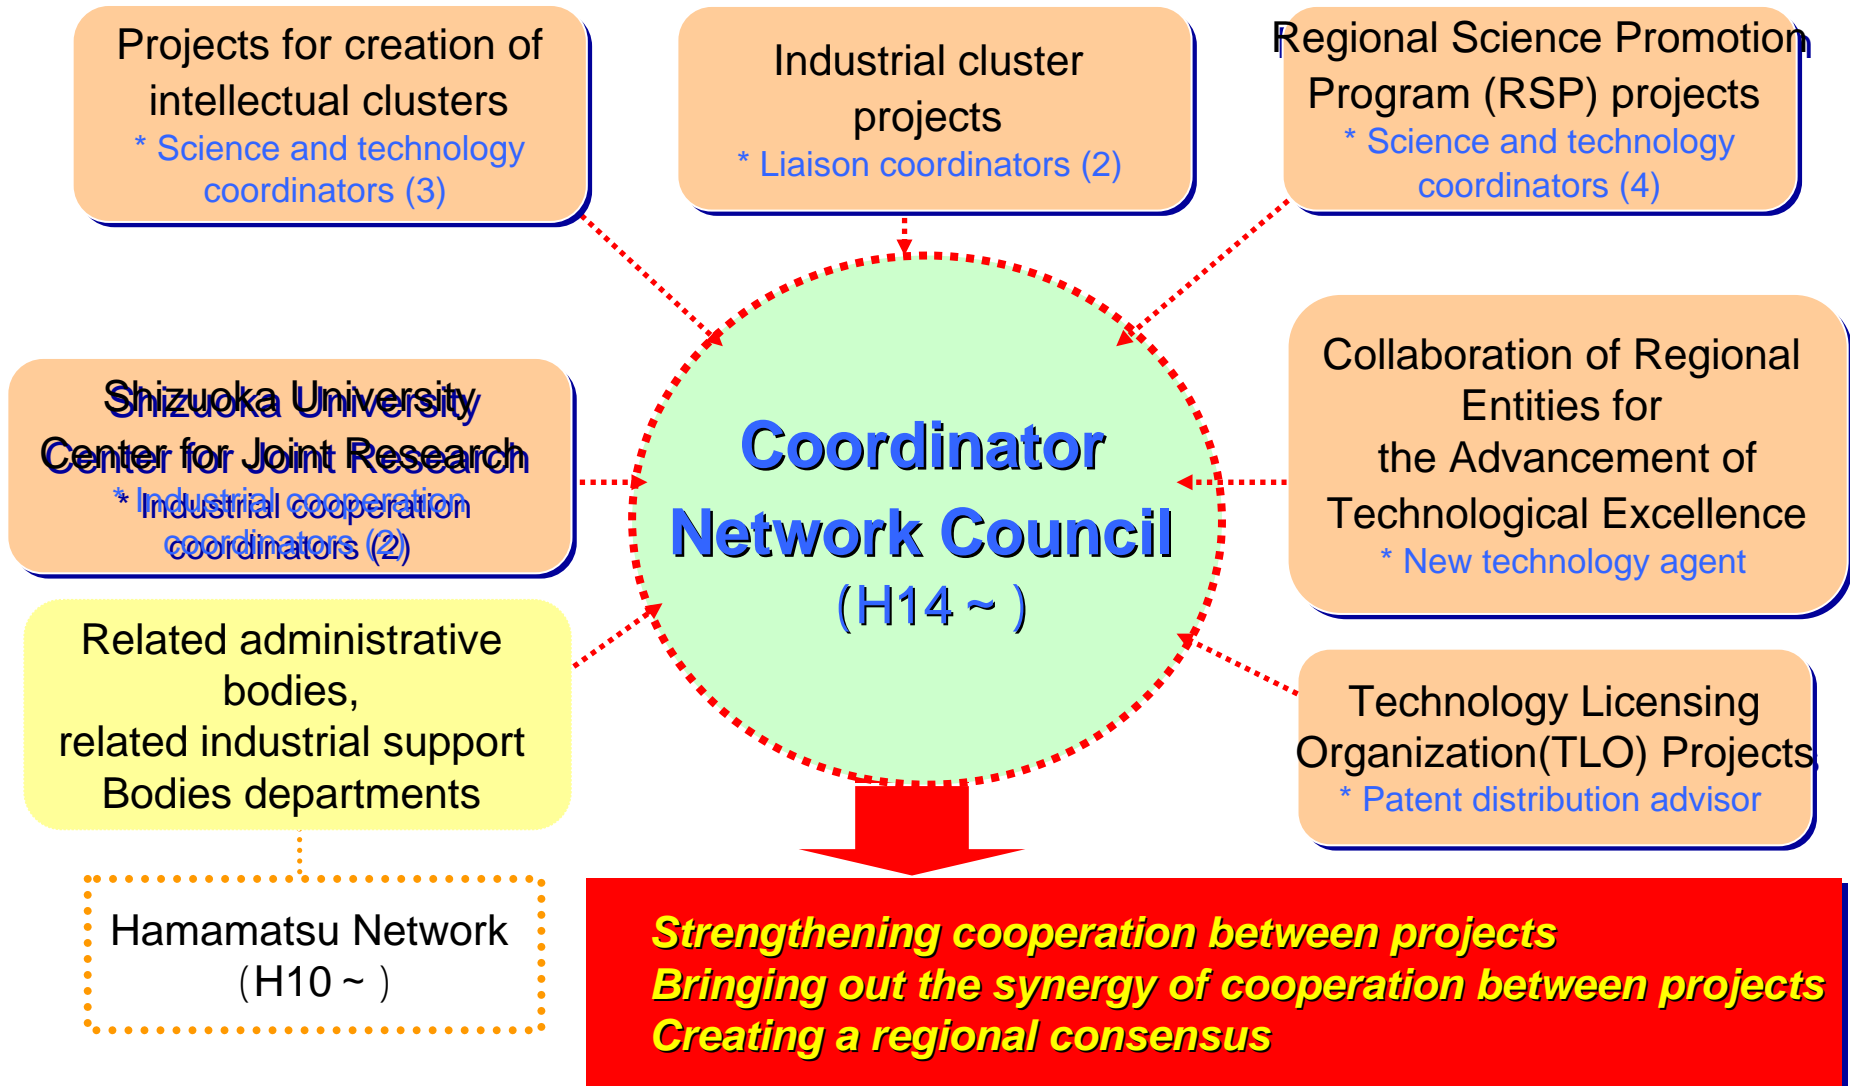 Projects for creation of
intellectual clusters
* Science and technology
coordinators (3)
Industrial cluster
projects
* Liaison coordinators (2)
Regional Science Promotion
Program (RSP) projects
* Science and technology
coordinators (4)
Shizuoka University
Center for Joint Research
* Industrial cooperation
coordinators (2)
Coordinator
Network Council
(H14 ~ )
Collaboration of Regional
Entities for
the Advancement of
Technological Excellence
* New technology agent
Related administrative
bodies,
related industrial support
Bodies departments
Technology Licensing
Organization(TLO) Projects
* Patent distribution advisor
Hamamatsu Network
(H10 ~ )
Strengthening cooperation between projects
Bringing out the synergy of cooperation between projects
Creating a regional consensus